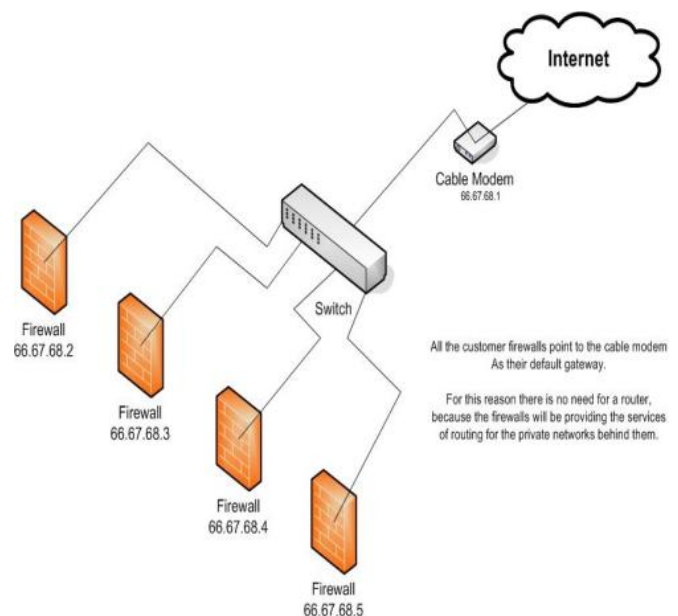 Internet
Cable Modem
66.67.68.1
Switch
Firewall
66.67.68.2
Firewall
66.67.68.3
Firewall
66.67.68.4
Firewall
66.67.68.5
All the customer firewalls point to the cable modem
As their default gateway.
For this reason there is no need for a router,
because the firewalls will be providing the services
of routing for the private networks behind them.